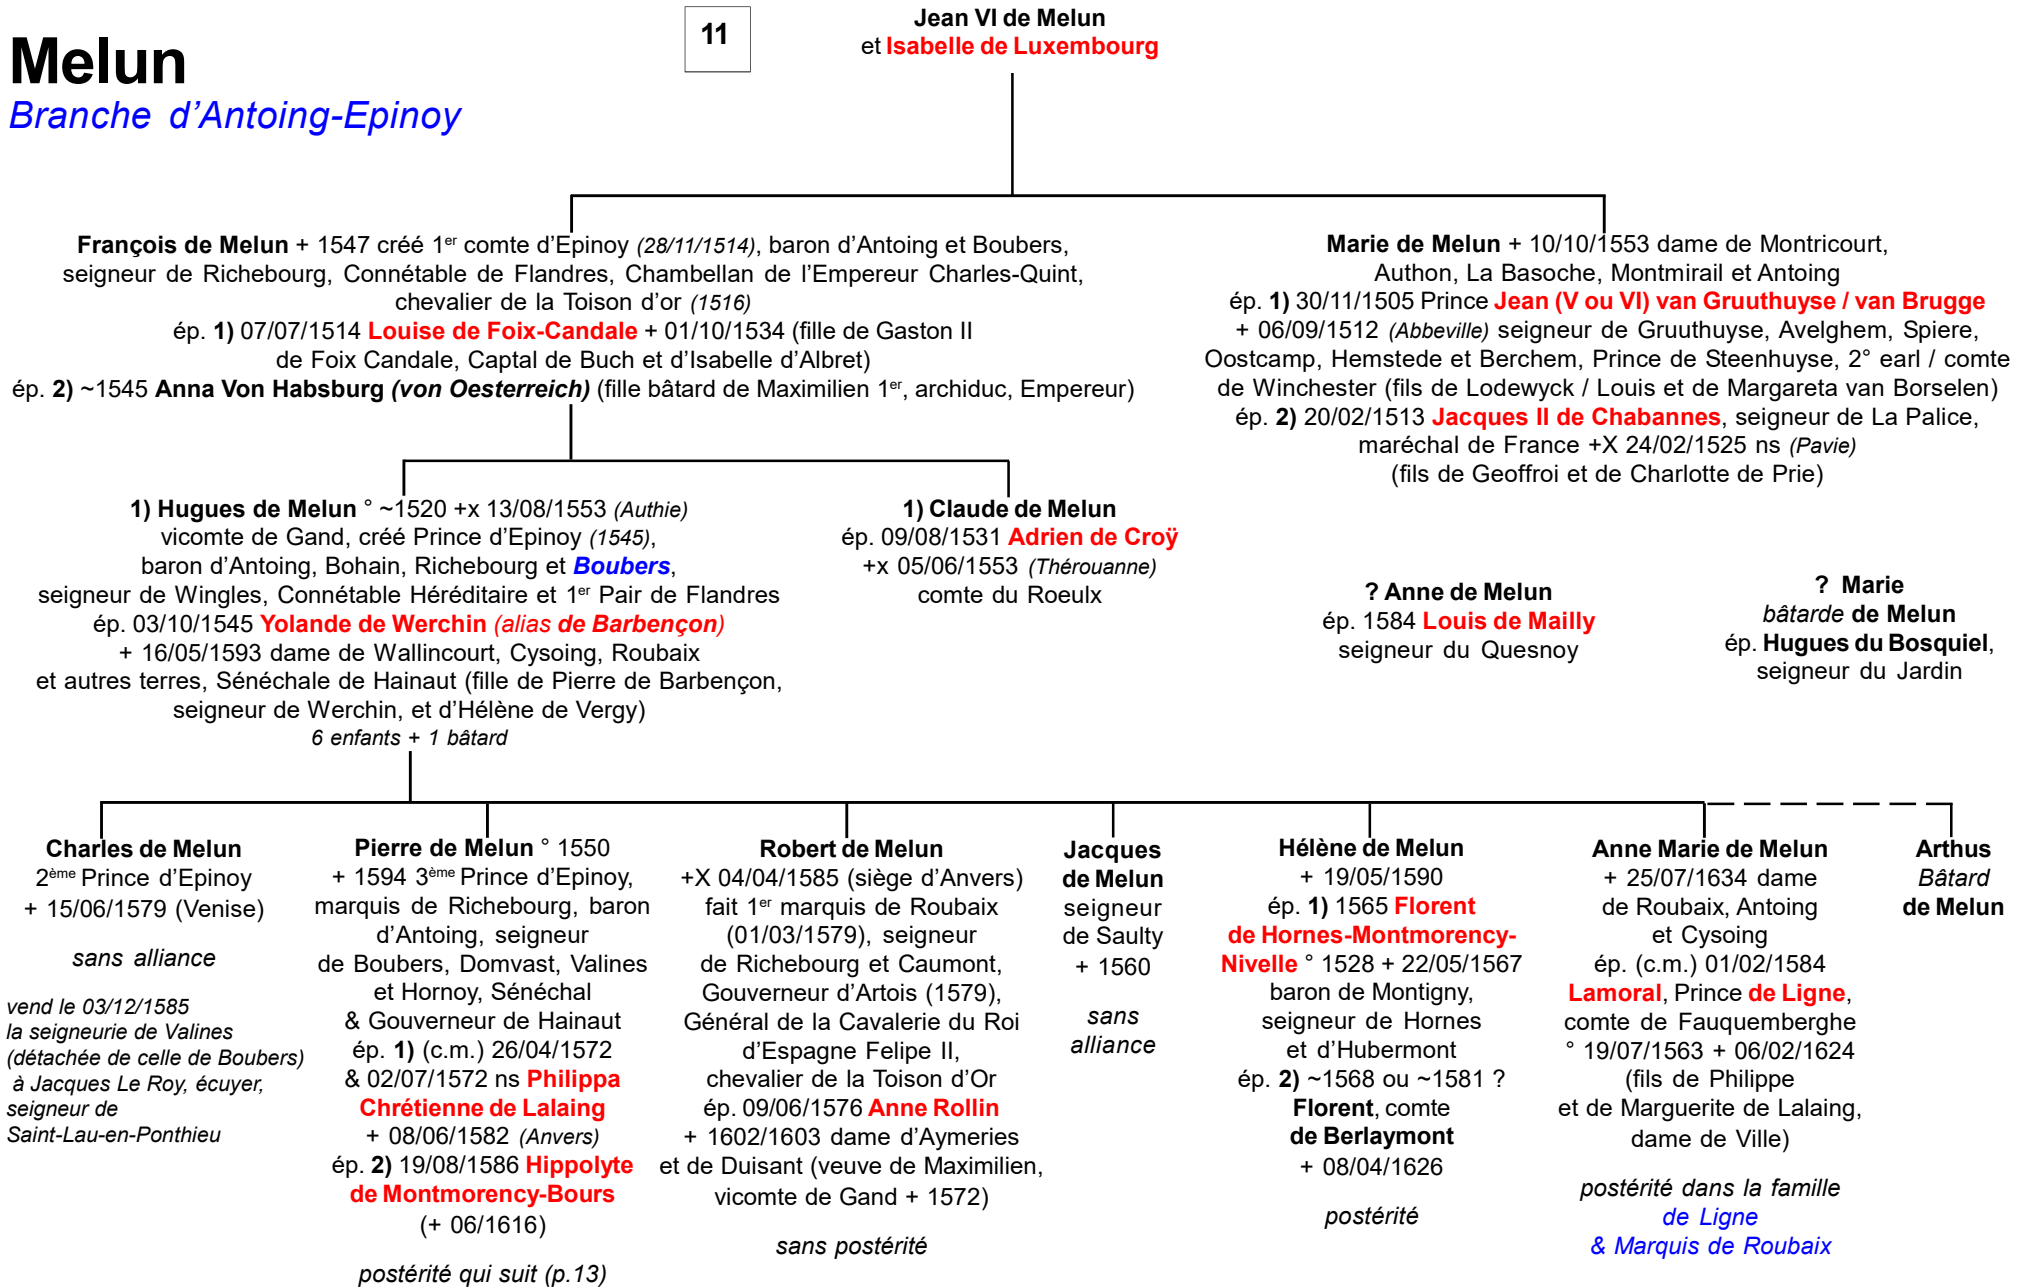 Melun
Branche d'Antoing-Epinoy
11
Jean VI de Melun
et Isabelle de Luxembourg
François de Melun + 1547 créé 1er comte d'Epinoy (28/11/1514), baron d'Antoing et Boubers,
seigneur de Richebourg, Connétable de Flandres, Chambellan de l'Empereur Charles-Quint,
chevalier de la Toison d'or (1516)
ép. 1) 07/07/1514 Louise de Foix-Candale + 01/10/1534 (fille de Gaston II
de Foix Candale, Captal de Buch et d'Isabelle d'Albret)
ép. 2) ~1545 Anna Von Habsburg (von Oesterreich) (fille bâtard de Maximilien 1er, archiduc, Empereur)
Marie de Melun + 10/10/1553 dame de Montricourt,
Authon, La Basoche, Montmirail et Antoing
ép. 1) 30/11/1505 Prince Jean (V ou VI) van Gruuthuyse / van Brugge
+ 06/09/1512 (Abbeville) seigneur de Gruuthuyse, Avelghem, Spiere,
Oostcamp, Hemstede et Berchem, Prince de Steenhuyse, 2° earl / comte
de Winchester (fils de Lodewyck / Louis et de Margareta van Borselen)
ép. 2) 20/02/1513 Jacques II de Chabannes, seigneur de La Palice,
maréchal de France +X 24/02/1525 ns (Pavie)
(fils de Geoffroi et de Charlotte de Prie)
1) Hugues de Melun ° ~1520 +x 13/08/1553 (Authie)
vicomte de Gand, créé Prince d'Epinoy (1545),
baron d'Antoing, Bohain, Richebourg et Boubers,
seigneur de Wingles, Connétable Héréditaire et 1er Pair de Flandres
ép. 03/10/1545 Yolande de Werchin (alias de Barbençon)
+ 16/05/1593 dame de Wallincourt, Cysoing, Roubaix
et autres terres, Sénéchale de Hainaut (fille de Pierre de Barbençon,
seigneur de Werchin, et d'Hélène de Vergy)
6 enfants + 1 bâtard
1) Claude de Melun
ép. 09/08/1531 Adrien de Croÿ
+x 05/06/1553 (Thérouanne)
comte du Roeulx
? Anne de Melun
ép. 1584 Louis de Mailly
seigneur du Quesnoy
? Marie
bâtarde de Melun
ép. Hugues du Bosquiel,
seigneur du Jardin
Charles de Melun
2ème Prince d'Epinoy
+ 15/06/1579 (Venise)
sans alliance
vend le 03/12/1585
la seigneurie de Valines
(détachée de celle de Boubers)
à Jacques Le Roy, écuyer,
seigneur de
Saint-Lau-en-Ponthieu
Pierre de Melun ° 1550
+ 1594 3ème Prince d'Epinoy,
marquis de Richebourg, baron
d'Antoing, seigneur
de Boubers, Domvast, Valines
et Hornoy, Sénéchal
& Gouverneur de Hainaut
ép. 1) (c.m.) 26/04/1572
& 02/07/1572 ns Philippa
Chrétienne de Lalaing
+ 08/06/1582 (Anvers)
ép. 2) 19/08/1586 Hippolyte
de Montmorency-Bours
(+ 06/1616)
postérité qui suit (p.13)
Robert de Melun
+X 04/04/1585 (siège d'Anvers)
fait 1er marquis de Roubaix
(01/03/1579), seigneur
de Richebourg et Caumont,
Gouverneur d'Artois (1579),
Général de la Cavalerie du Roi
d'Espagne Felipe II,
chevalier de la Toison d'Or
ép. 09/06/1576 Anne Rollin
+ 1602/1603 dame d'Aymeries
et de Duisant (veuve de Maximilien,
vicomte de Gand + 1572)
sans postérité
Jacques
de Melun
seigneur
de Saulty
+ 1560
sans
alliance
Hélène de Melun
+ 19/05/1590
ép. 1) 1565 Florent
de Hornes-Montmorency-
Nivelle ° 1528 + 22/05/1567
baron de Montigny,
seigneur de Hornes
et d'Hubermont
ép. 2) ~1568 ou ~1581 ?
Florent, comte
de Berlaymont
+ 08/04/1626
postérité
Anne Marie de Melun
+ 25/07/1634 dame
de Roubaix, Antoing
et Cysoing
ép. (c.m.) 01/02/1584
Lamoral, Prince de Ligne,
comte de Fauquemberghe
° 19/07/1563 + 06/02/1624
(fils de Philippe
et de Marguerite de Lalaing,
dame de Ville)
postérité dans la famille
de Ligne
& Marquis de Roubaix
Arthus
Bâtard
de Melun